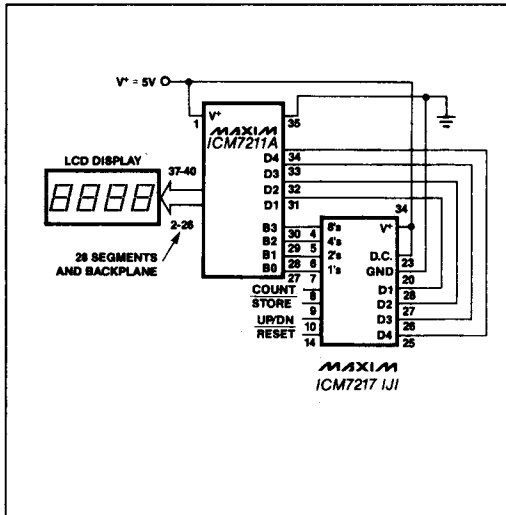 V⁺ = 5V
1
V⁺
MAXIM
ICM7211A
35
LCD DISPLAY
37-40
2-26
28 SEGMENTS
AND BACKPLANE
D4
34
D3
33
D2
32
D1
31
B3
30
B2
29
B1
28
B0
27
4
8's
5
4's
6
2's
7
1's
34
V⁺
D.C.
23
GND
20
D1
28
D2
27
D3
26
D4
25
COUNT
8
STORE
9
UP/DN
10
RESET
14
MAXIM
ICM7217 IJI